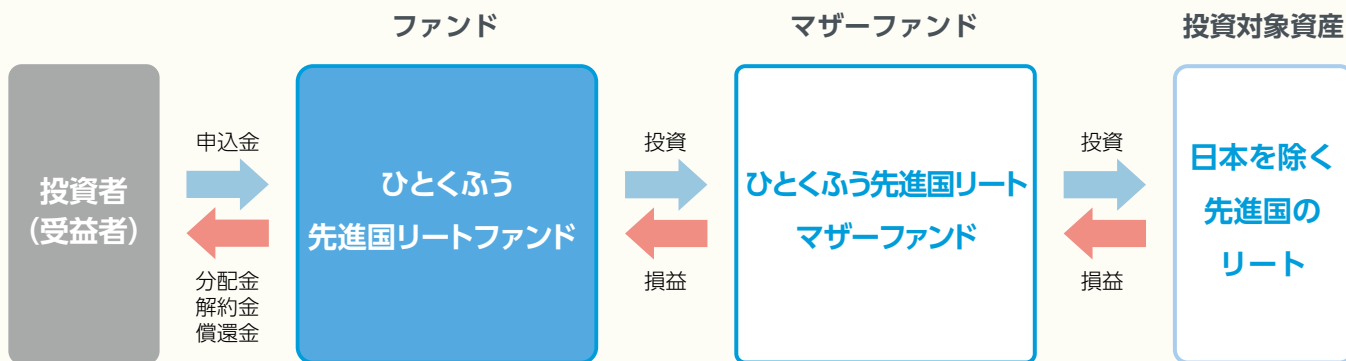 ファンド
マザーファンド
投資対象資産
投資者
(受益者)
申込金
分配金
解約金
償還金
ひとくふう
先進国リートファンド
投資
損益
ひとくふう先進国リート
マザーファンド
投資
損益
日本を除く
先進国の
リート